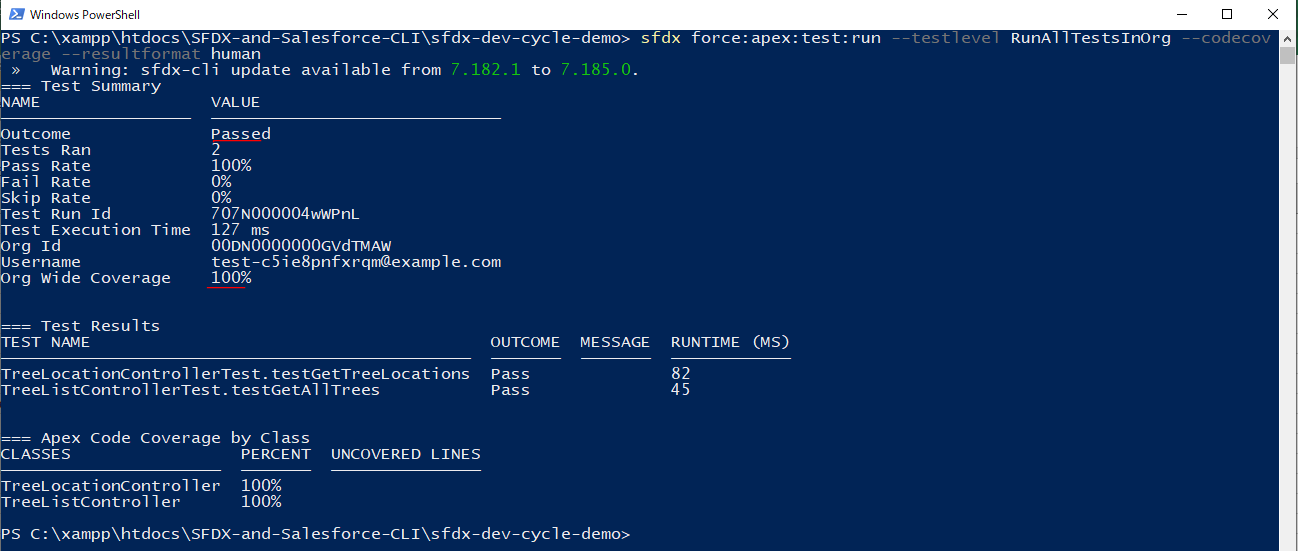 Windows PowerShell
PS C:\xampp\htdocs\SFDX-and-Salesforce-CLI\sfdx-dev-cycle-demo> sfdx force:apex:test:run --testlevel RunAllTestsInOrg --codecov
erage --resultformat human
»   Warning: sfdx-cli update available from 7.182.1 to 7.185.0.
=== Test Summary
NAME VALUE
Outcome Passed
Tests Ran 2
Pass Rate 100%
Fail Rate 0%
Skip Rate 0%
Test Run Id 707N000004wWPnL
Test Execution Time 127 ms
Org Id 00DN0000000GVdTMAW
Username test-c5ie8pnfxrqm@example.com
Org Wide Coverage 100%
=== Test Results
TEST NAME OUTCOME MESSAGE RUNTIME (MS)
TreeLocationControllerTest.testGetTreeLocations Pass 82
TreeListControllerTest.testGetAllTrees Pass 45
=== Apex Code Coverage by Class
CLASSES PERCENT UNCOVERED LINES
TreeLocationController 100%
TreeListController 100%
PS C:\xampp\htdocs\SFDX-and-Salesforce-CLI\sfdx-dev-cycle-demo>